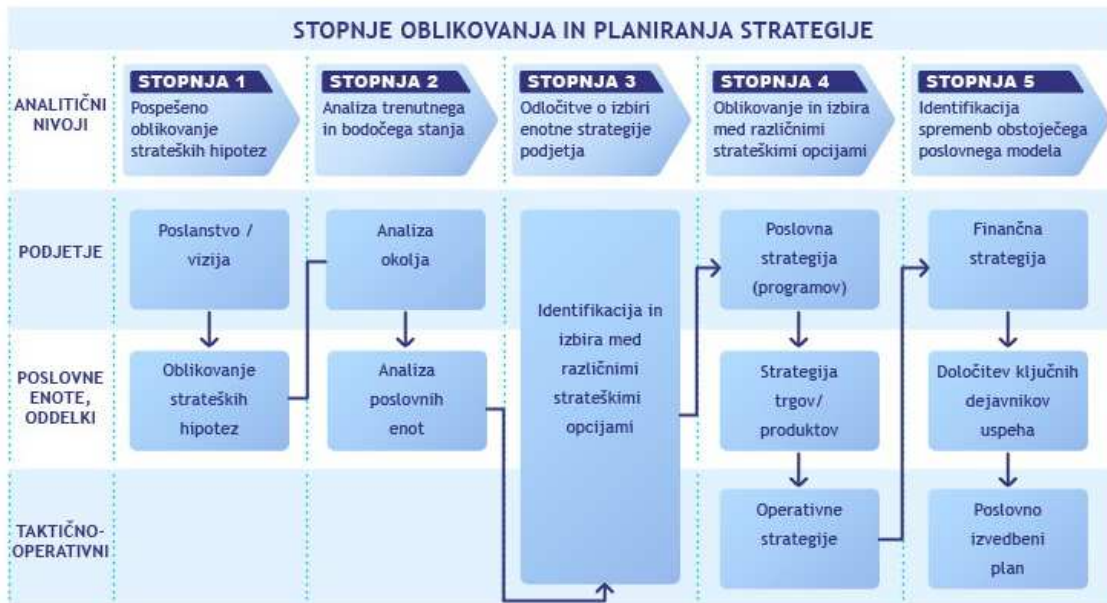 STOPNJE OBLIKOVANJA IN PLANIRANJA STRATEGIJE
ANALITIČNI
NIVOJI
STOPNJA 1
Pospešeno
oblikovanje
strateških hipotez
STOPNJA 2
Analiza trenutnega
in bodočega stanja
STOPNJA 3
Odločitve o izbiri
enotne strategije
podjetja
STOPNJA 4
Oblikovanje in izbira
med različnimi
strateškimi opcijami
STOPNJA 5
Identifikacija
spremenb obstoječega
poslovnega modela
PODJETJE
Poslanstvo /
vizija
Analiza
okolja
Identifikacija in
izbira med
različnimi
strateškimi
opcijami
Poslovna
strategija
(programov)
Finančna
strategija
POSLOVNE
ENOTE,
ODDELKI
Oblikovanje
strateških
hipotez
Analiza
poslovnih
enot
Strategija
trgov/
produktov
Določitev ključnih
dejavnikov
uspeha
TAKTIČNO-
OPERATIVNI
Operativne
strategije
Poslovno
izvedbeni
plan